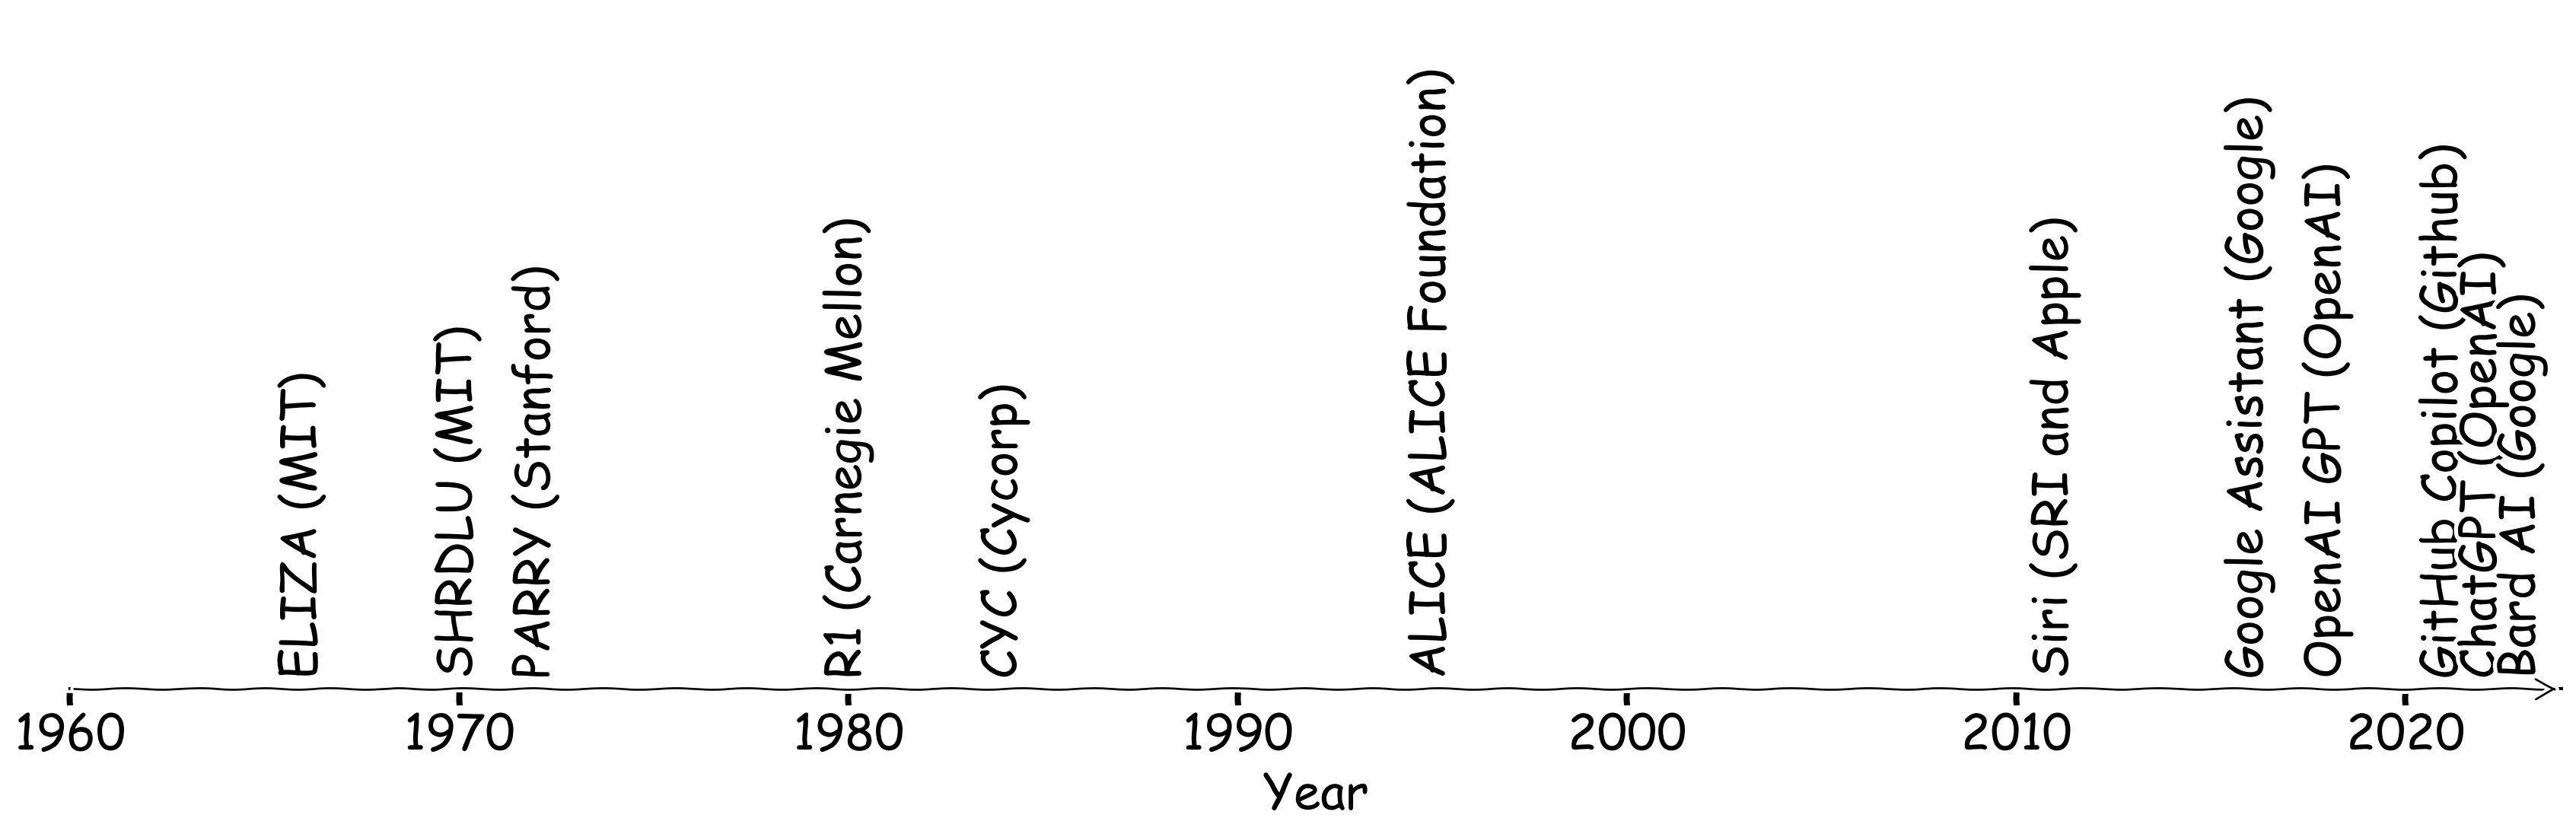 ELIZA (MIT)
SHRDLU (MIT)
PARRY (Stanford)
R1 (Carnegie Mellon)
CYC (Cycorp)
ALICE (ALICE Foundation)
Siri (SRI and Apple)
Google Assistant (Google)
OpenAI GPT (OpenAI)
GitHub Copilot (Github)
ChatGPT (OpenAI)
Bard AI (Google)
1960 1970 1980 1990 2000 2010 2020
Year